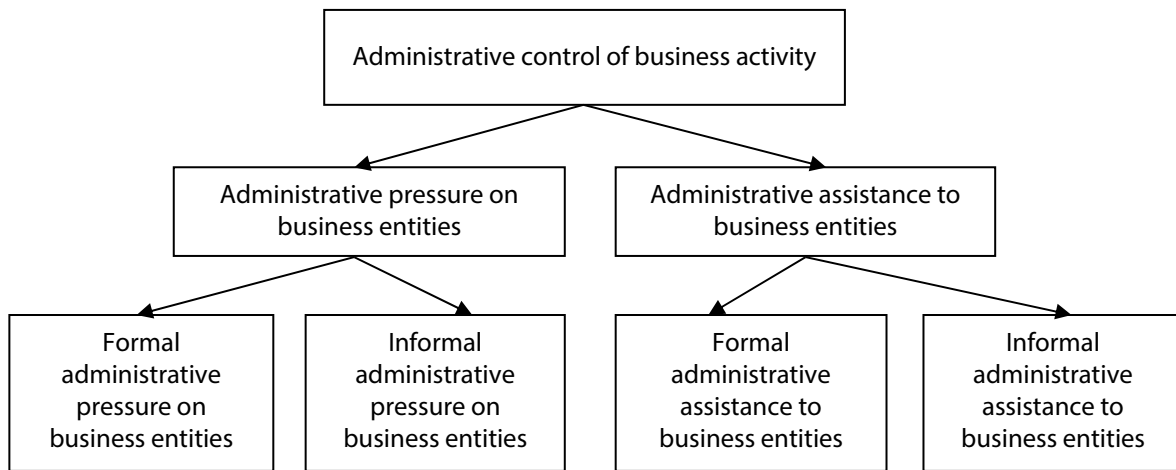 Administrative control of business activity
Administrative pressure on
business entities
Administrative assistance to
business entities
Formal
administrative
pressure on
business entities
Informal
administrative
pressure on
business entities
Formal
administrative
assistance to
business entities
Informal
administrative
assistance to
business entities